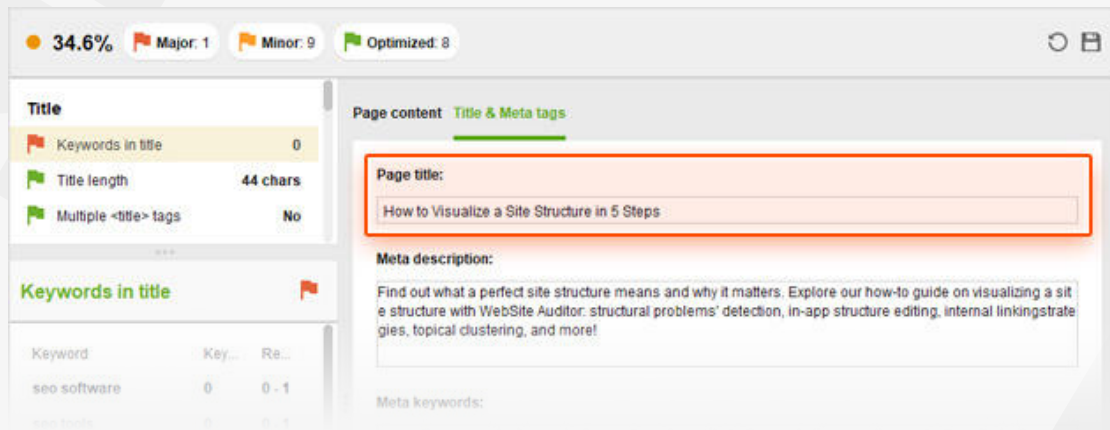 34.6% Major: 1 Minor: 9 Optimized: 8
Title
Keywords in title 0
Title length 44 chars
Multiple <title> tags No
Keywords in title
Keyword Key... Re...
seo software 0 0 - 1
Page content Title & Meta tags
Page title:
How to Visualize a Site Structure in 5 Steps
Meta description:
Find out what a perfect site structure means and why it matters. Explore our how-to guide on visualizing a sit
e structure with WebSite Auditor: structural problems' detection, in-app structure editing, internal linkingstrate
gies, topical clustering, and more!
Meta keywords: